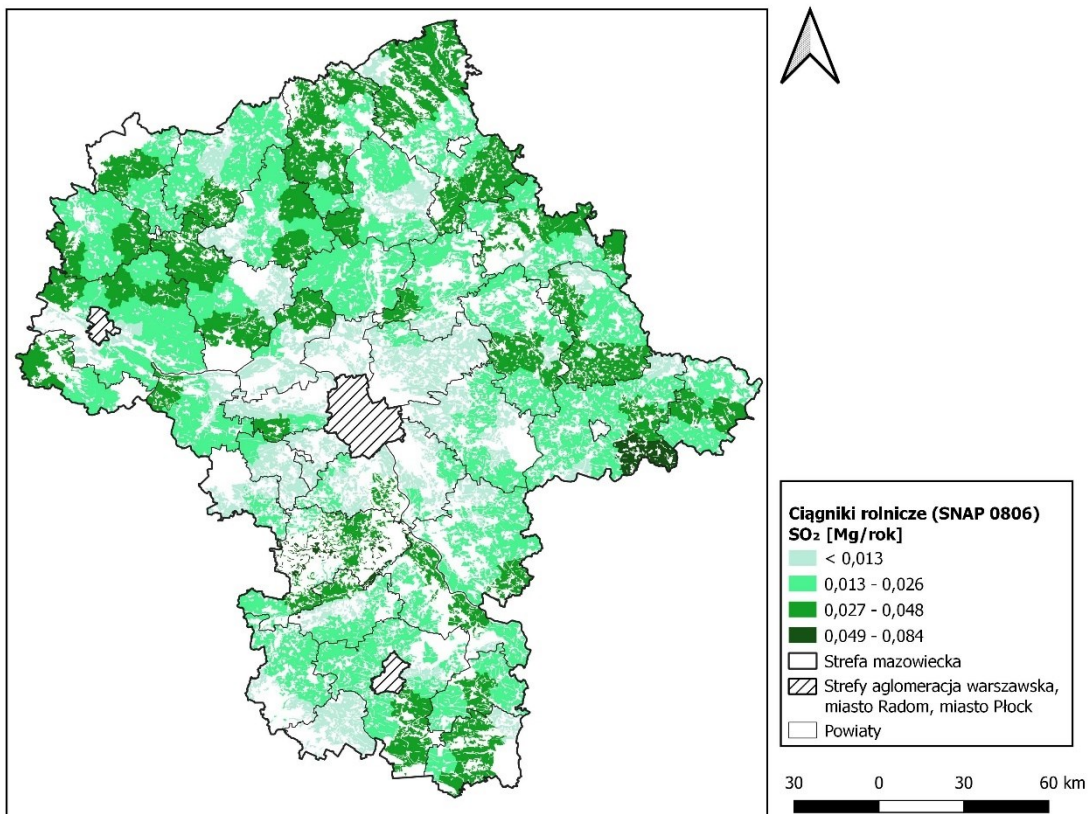 Ciągniki rolnicze (SNAP 0806)
SO₂ [Mg/rok]
< 0,013
0,013 - 0,026
0,027 - 0,048
0,049 - 0,084
Strefa mazowiecka
Strefy aglomeracja warszawska,
miasto Radom, miasto Płock
Powiaty
30 0 30 60 km